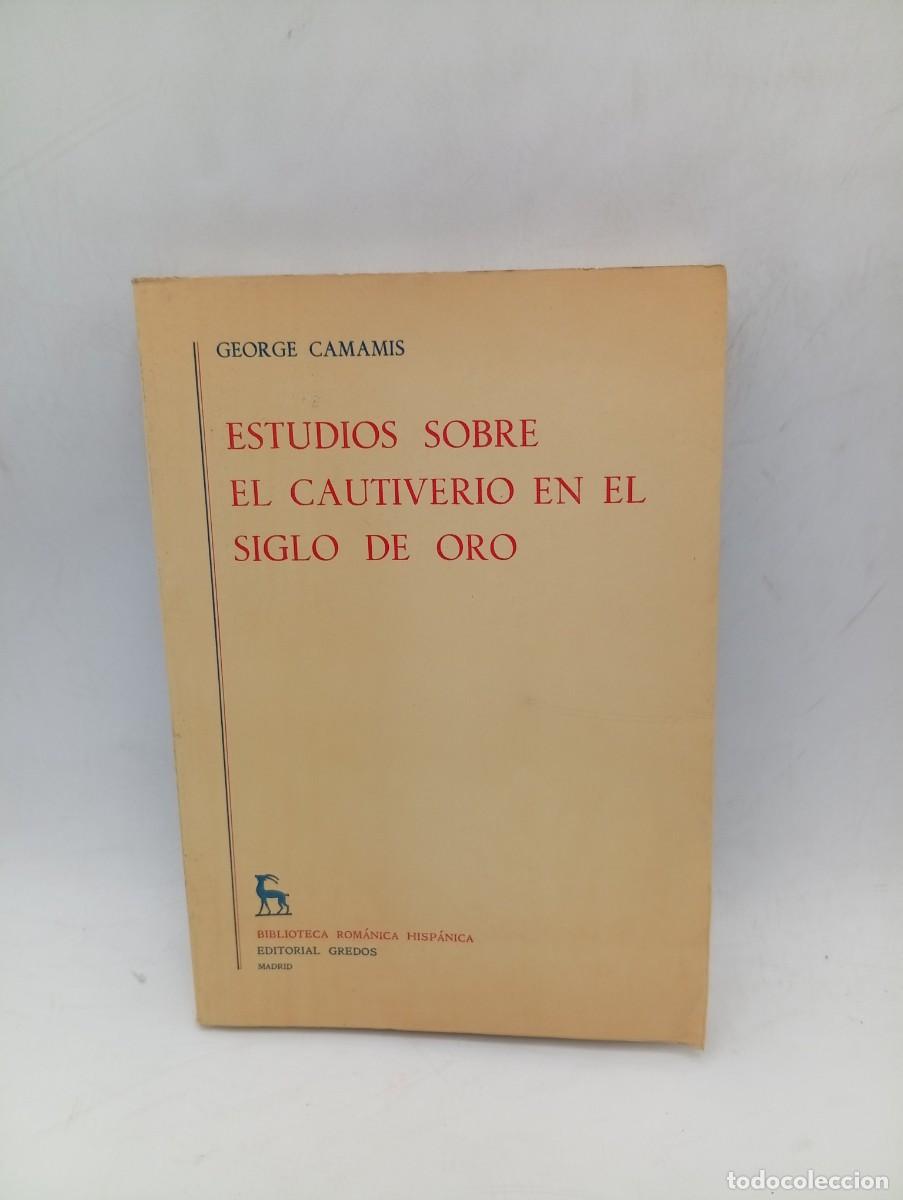 GEORGE CAMAMIS
ESTUDIOS SOBRE
EL CAUTIVERIO EN EL
SIGLO DE ORO
BIBLIOTECA ROMÁNICA HISPÁNICA
EDITORIAL GREDOS
MADRID
todocoleccion